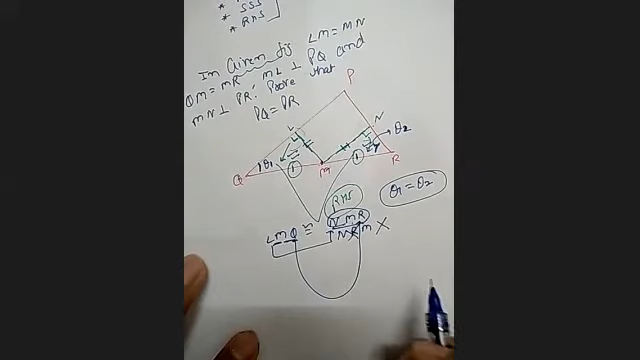 * SSS
* RHS
In Given fig LM = MN
QM = MR, ML ⊥ PQ and
MN ⊥ PR. Prove that
PQ = PR
P
L
N
θ2
θ1
1
1
Q
M
R
RHS
θ1 = θ2
LMQ ≅ NMR
NRM X